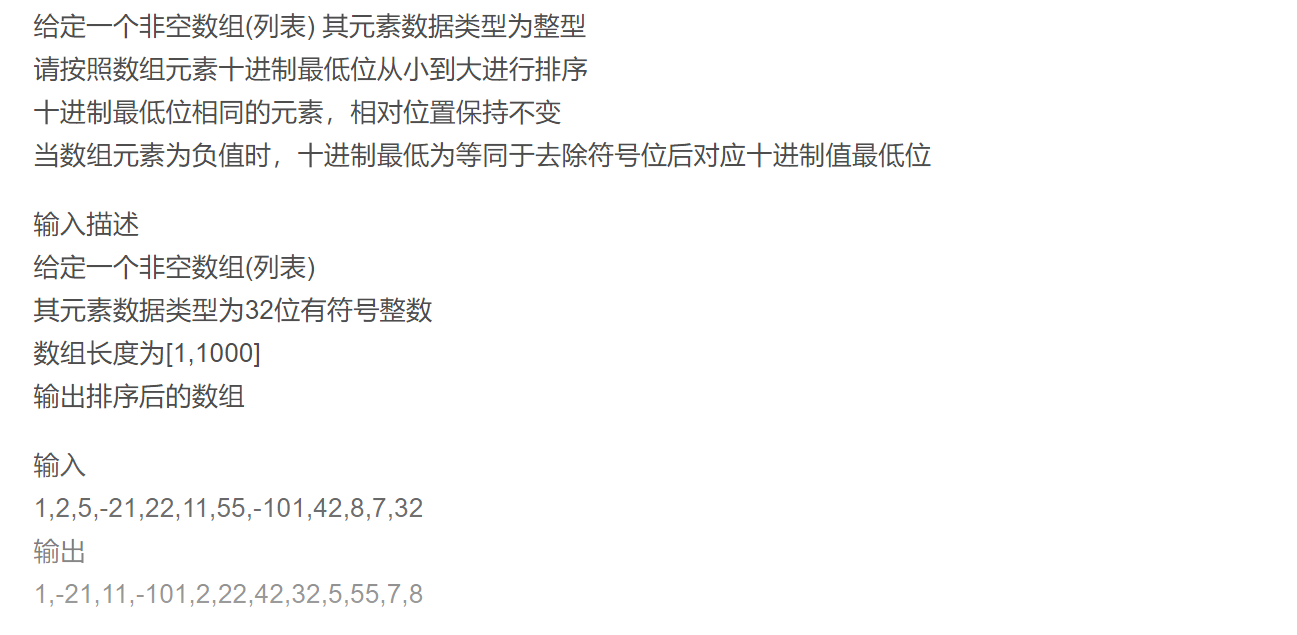 给定一个非空数组(列表) 其元素数据类型为整型
请按照数组元素十进制最低位从小到大进行排序
十进制最低位相同的元素，相对位置保持不变
当数组元素为负值时，十进制最低为等同于去除符号位后对应十进制值最低位
输入描述
给定一个非空数组(列表)
其元素数据类型为32位有符号整数
数组长度为[1,1000]
输出排序后的数组
输入
1,2,5,-21,22,11,55,-101,42,8,7,32
输出
1,-21,11,-101,2,22,42,32,5,55,7,8